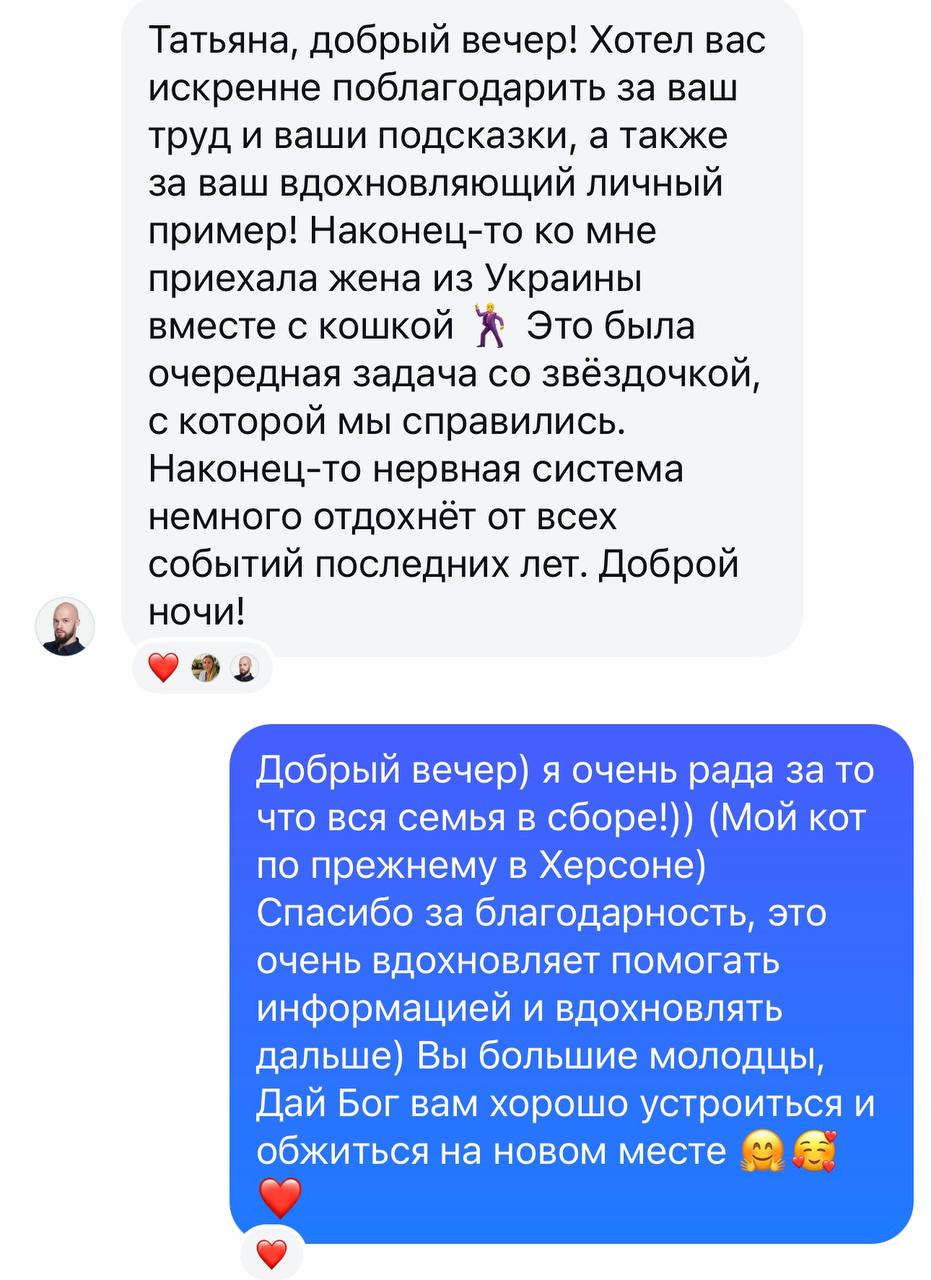 Татьяна, добрый вечер! Хотел вас
искренне поблагодарить за ваш
труд и ваши подсказки, а также
за ваш вдохновляющий личный
пример! Наконец-то ко мне
приехала жена из Украины
вместе с кошкой 🕺 Это была
очередная задача со звёздочкой,
с которой мы справились.
Наконец-то нервная система
немного отдохнёт от всех
событий последних лет. Доброй
ночи!
Добрый вечер) я очень рада за то
что вся семья в сборе!)) (Мой кот
по прежнему в Херсоне)
Спасибо за благодарность, это
очень вдохновляет помогать
информацией и вдохновлять
дальше) Вы большие молодцы,
Дай Бог вам хорошо устроиться и
обжиться на новом месте 🤗🥰
❤️